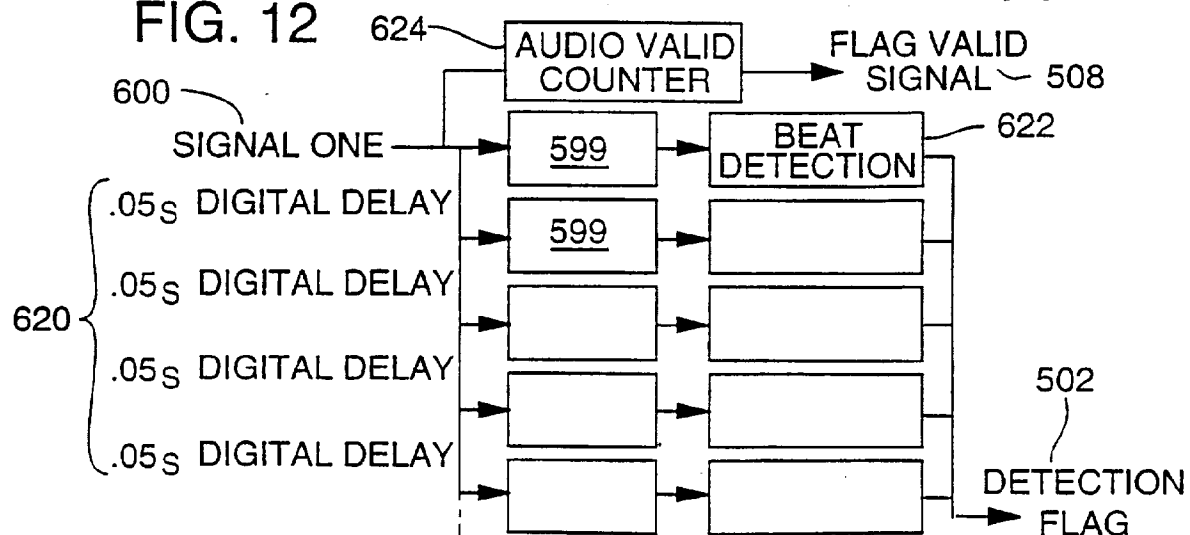 FIG. 12
624
AUDIO VALID
COUNTER
FLAG VALID
SIGNAL
508
600
SIGNAL ONE
599
BEAT
DETECTION
622
.05s DIGITAL DELAY
599
.05s DIGITAL DELAY
620
.05s DIGITAL DELAY
502
.05s DIGITAL DELAY
DETECTION
FLAG